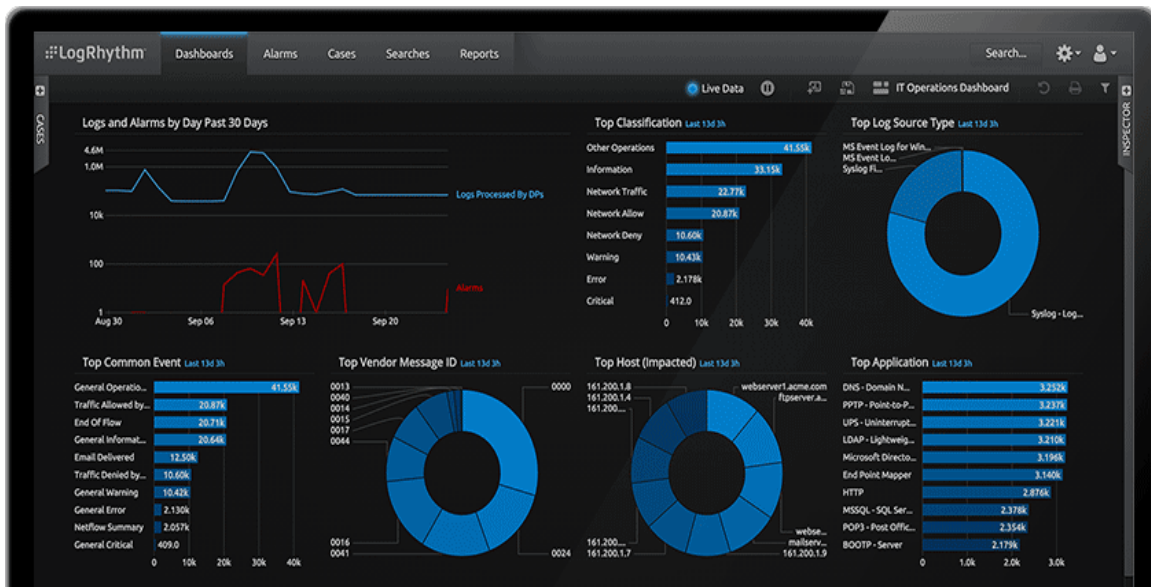 LogRhythm
Dashboards
Alarms
Cases
Searches
Reports
Search...
CASES
Live Data
IT Operations Dashboard
INSPECTOR
Logs and Alarms by Day Past 30 Days
4.6M
1.0M
10k
100
1
Logs Processed By DPs
Alarms
Aug 30
Sep 06
Sep 13
Sep 20
Top Classification Last 13d 3h
Other Operations 41.55k
Information 33.15k
Network Traffic 22.77k
Network Allow 20.87k
Network Deny 10.60k
Warning 10.43k
Error 2.178k
Critical 412.0
0 10k 20k 30k 40k
Top Log Source Type Last 13d 3h
MS Event Log for Win...
MS Event Lo...
Syslog Fi...
Syslog - Log...
Top Common Event Last 13d 3h
General Operatio... 41.55k
Traffic Allowed by... 20.87k
End Of Flow 20.71k
General Informat... 20.64k
Email Delivered 12.50k
Traffic Denied by... 10.60k
General Warning 10.42k
General Error 2.130k
Netflow Summary 2.057k
General Critical 409.0
0 10k 20k 30k 40k
Top Vendor Message ID Last 13d 3h
0013
0040
0014
0015
0017
0044
0016
0041
0000
0024
Top Host (Impacted) Last 13d 3h
161.200.1.8
161.200.1.4
161.200....
161.200....
161.200.1.7
webserver1.acme.com
ftpserver.a...
webse...
mailserv...
161.200.1.9
Top Application Last 13d 3h
DNS - Domain N... 3.252k
PPTP - Point-to-P... 3.237k
UPS - Uninterrupt... 3.221k
LDAP - Lightweig... 3.210k
Microsoft Directo... 3.196k
End Point Mapper 3.140k
HTTP 2.876k
MSSQL - SQL Ser... 2.378k
POP3 - Post Offic... 2.354k
BOOTP - Server 2.179k
0 1.0k 2.0k 3.0k